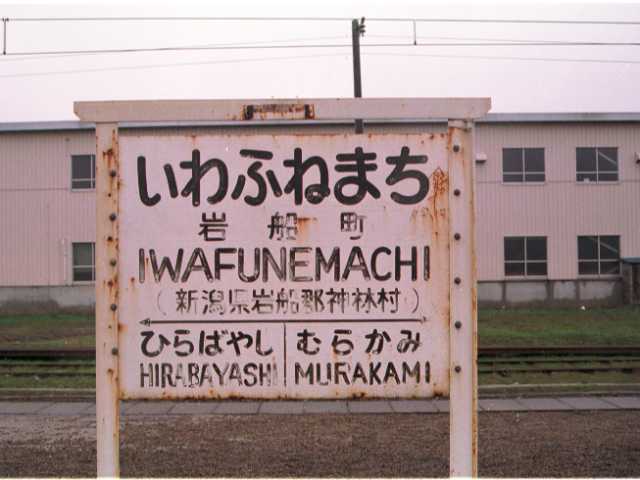 いわふねまち
岩船町
IWAFUNEMACHI
(新潟県岩船郡神林村)
ひらばやし むらかみ
HIRABAYASHI MURAKAMI